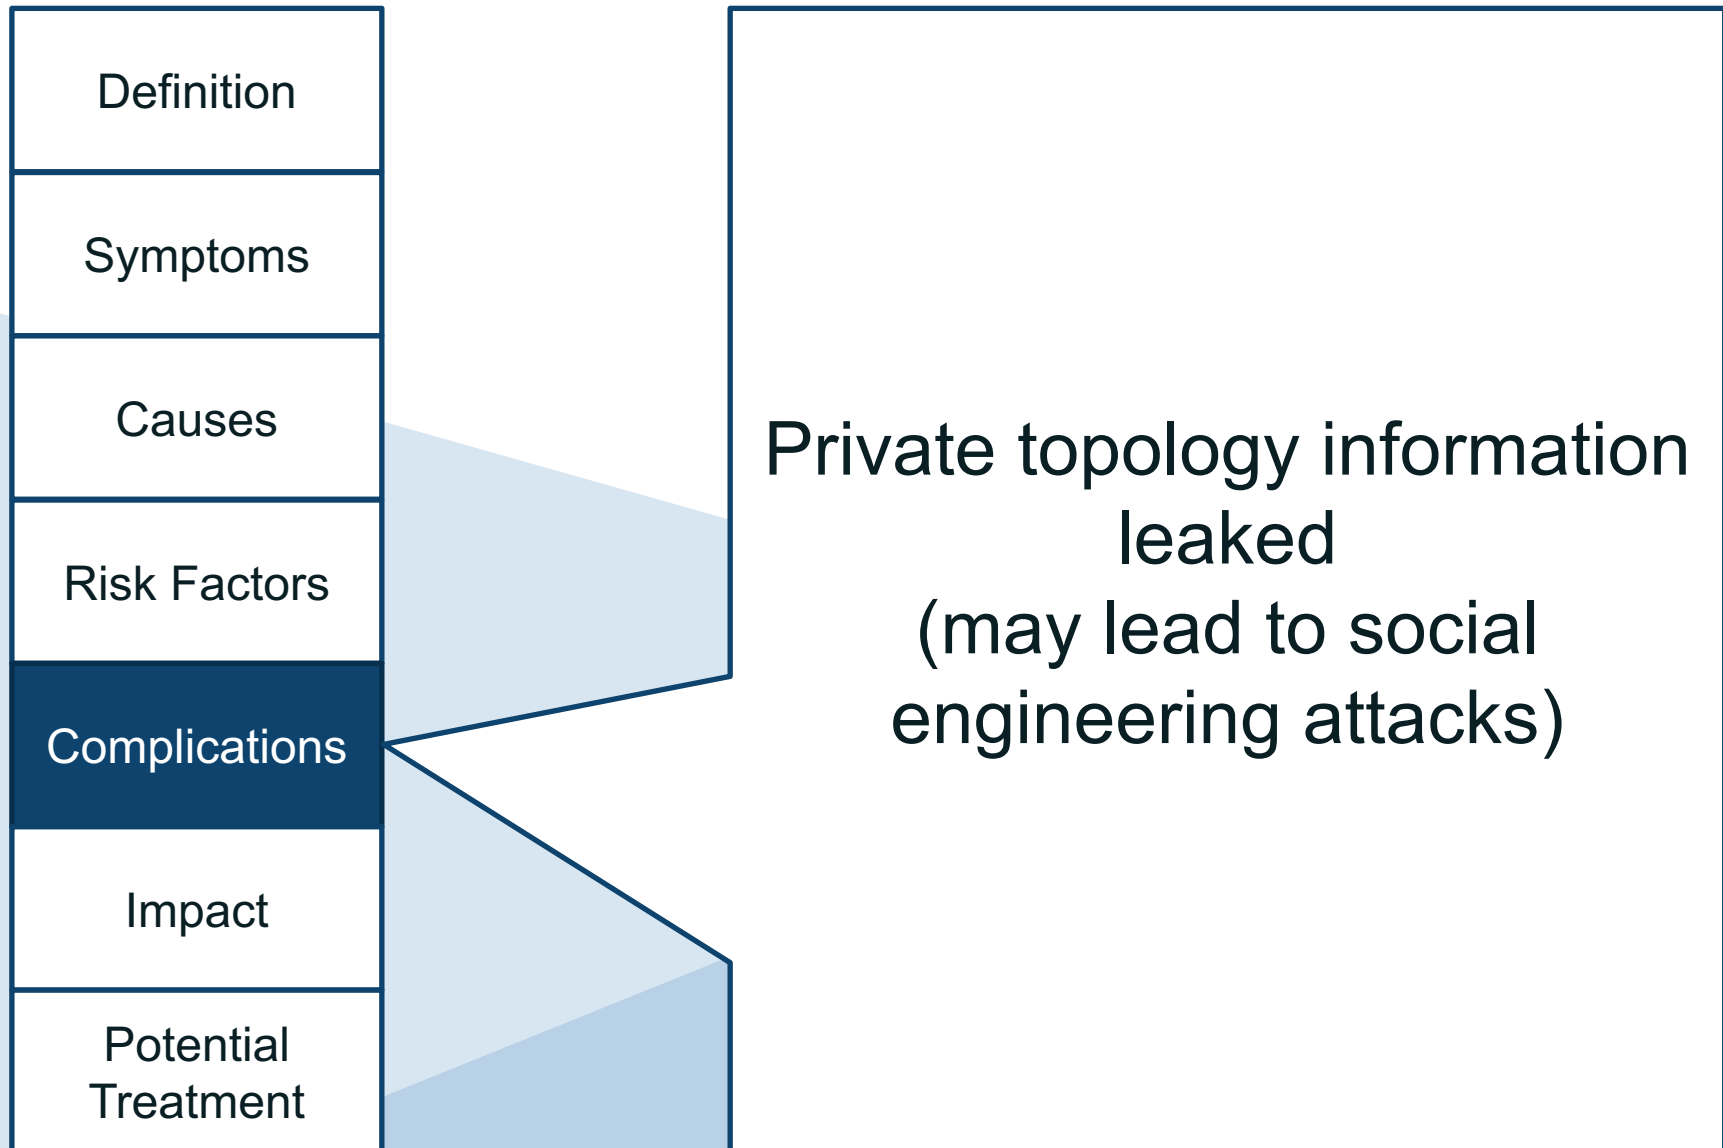 Definition
Symptoms
Causes
Risk Factors
Complications
Impact
Potential
Treatment
Private topology information
leaked
(may lead to social
engineering attacks)